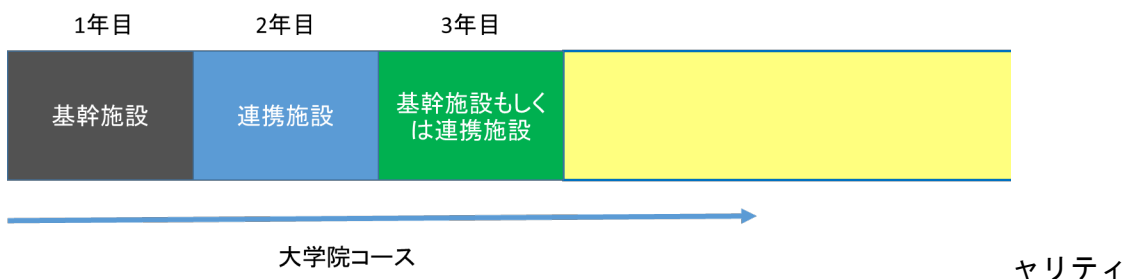 1年目 2年目 3年目
基幹施設 連携施設 基幹施設もしく
は連携施設
大学院コース
ャリティ